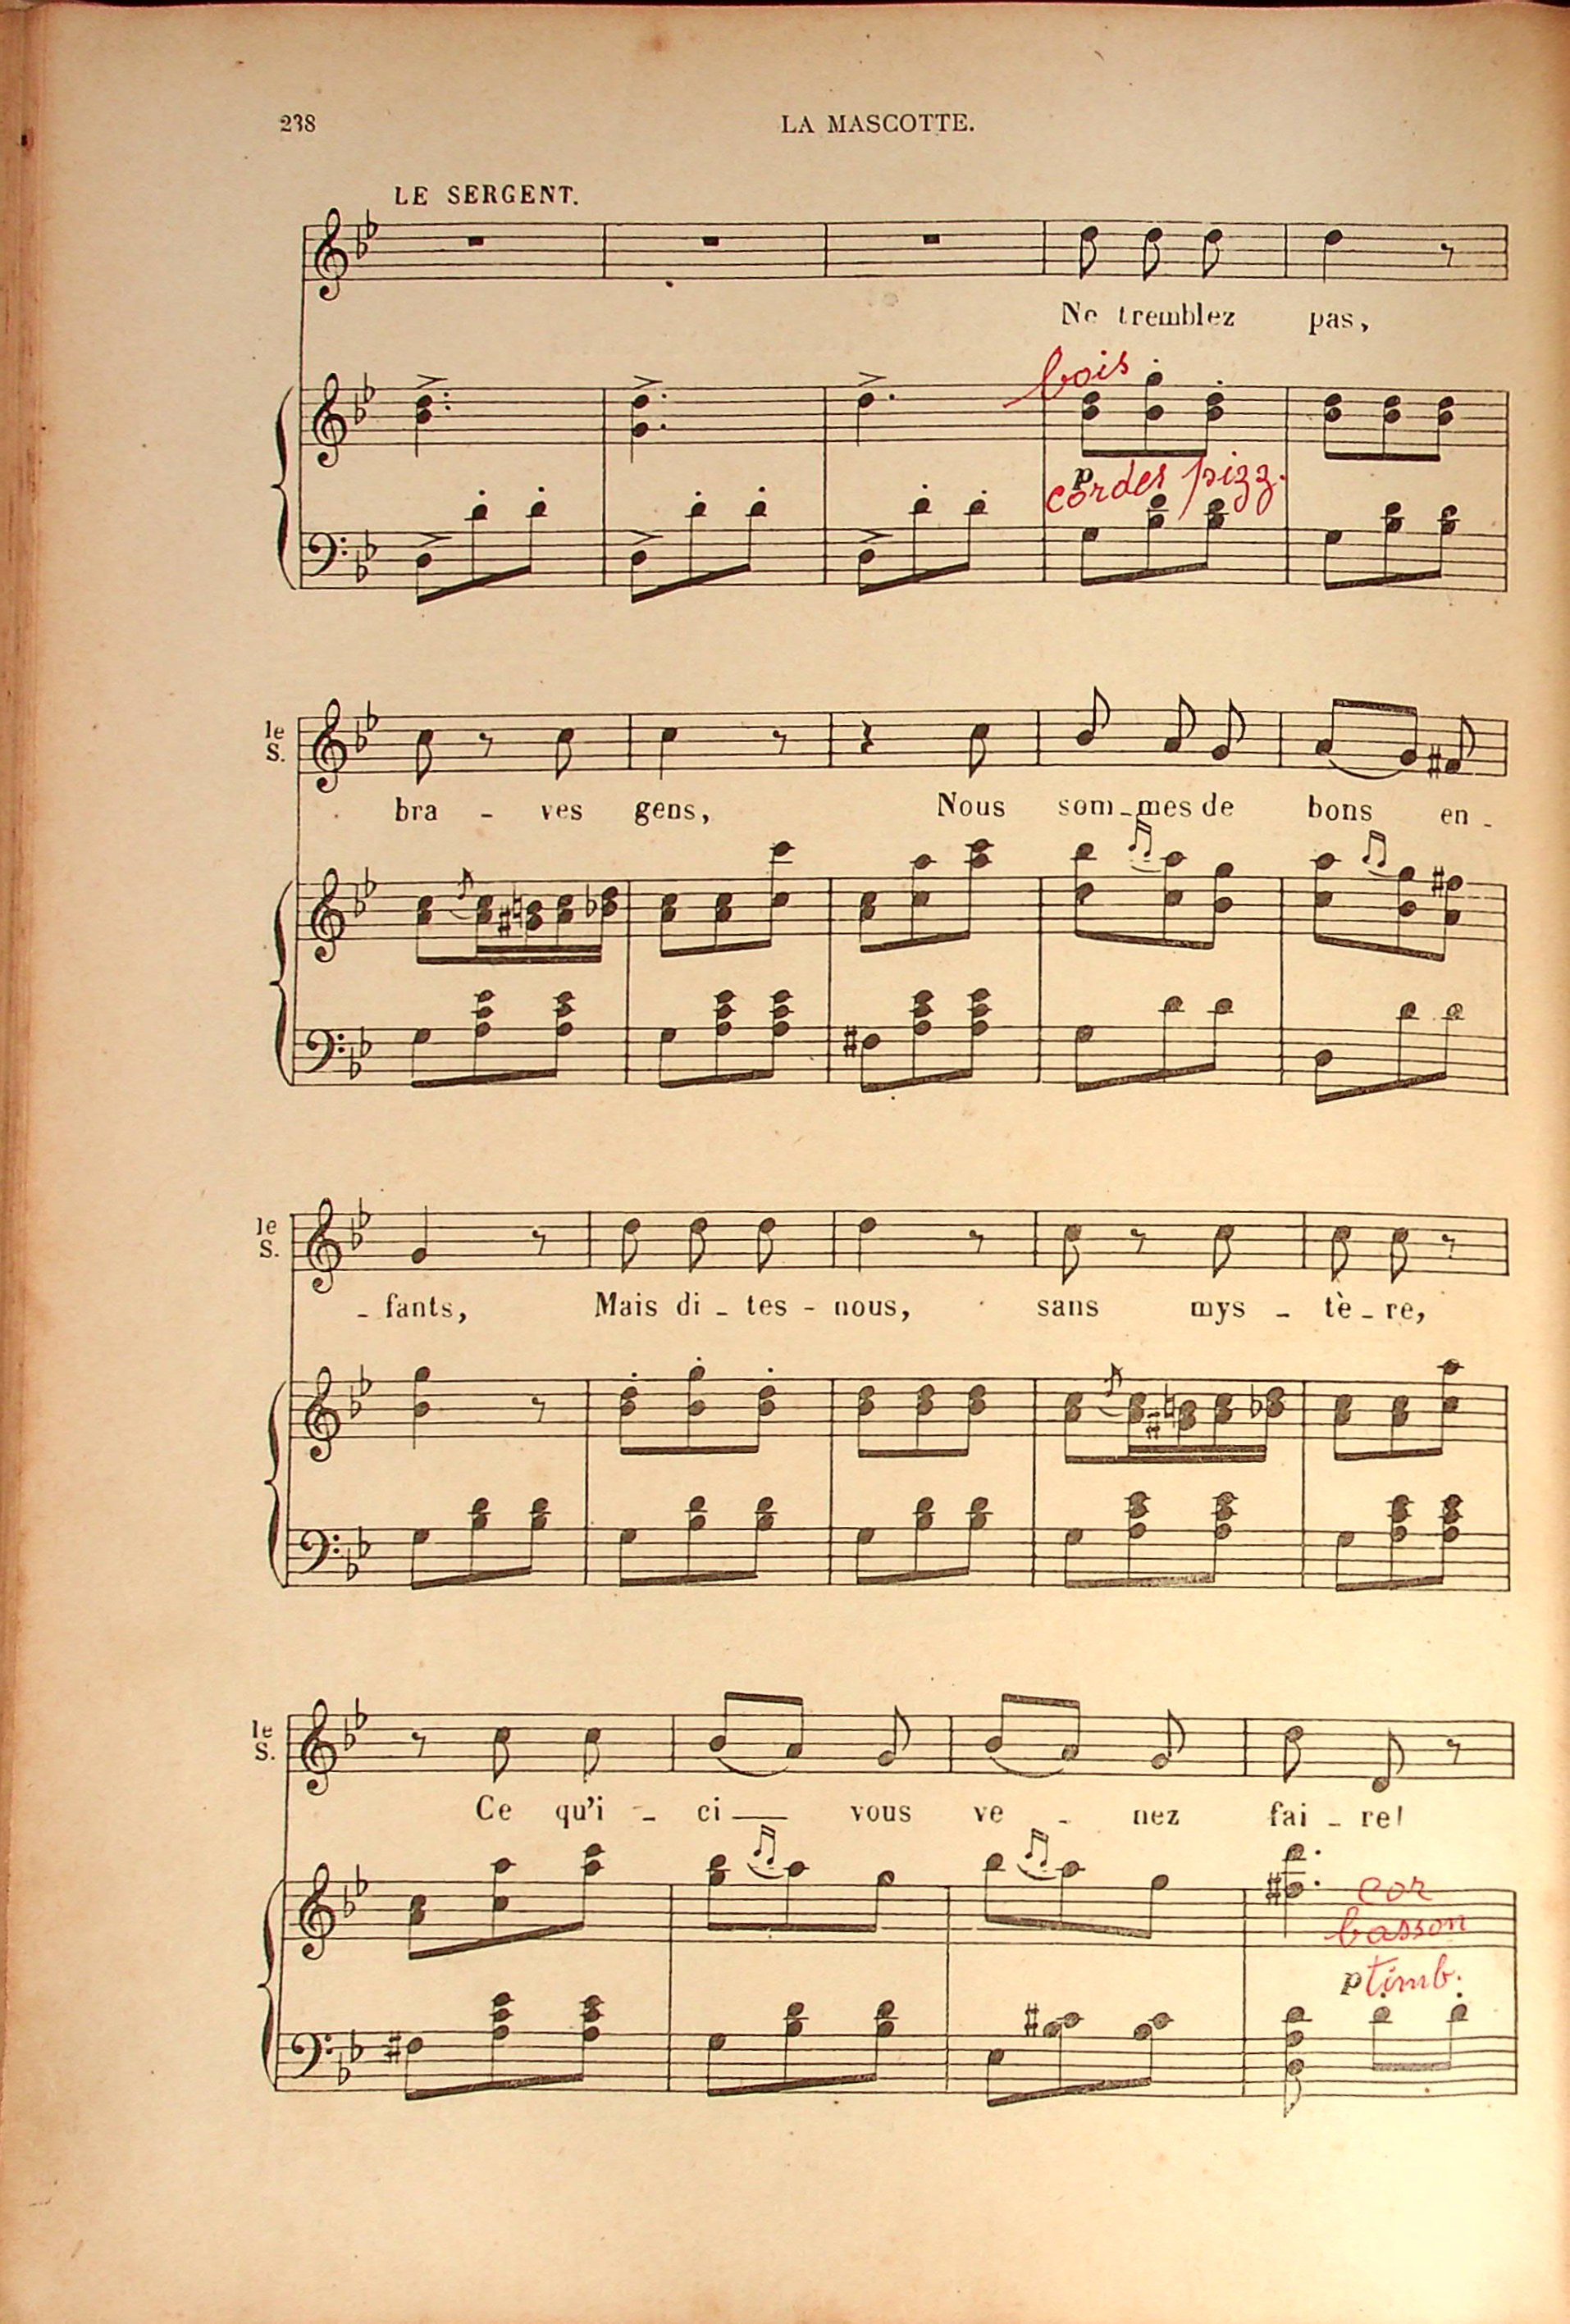 238
LA MASCOTTE.
LE SERGENT.
Ne tremblez pas,
bois
p
cordes pizz.
le
S.
bra - ves gens, Nous som-mes de bons en-
le
S.
- fants, Mais di - tes - nous, sans mys - tè - re,
le
S.
Ce qu'i - ci vous ve - nez fai - re!
cor
basson
p timb.